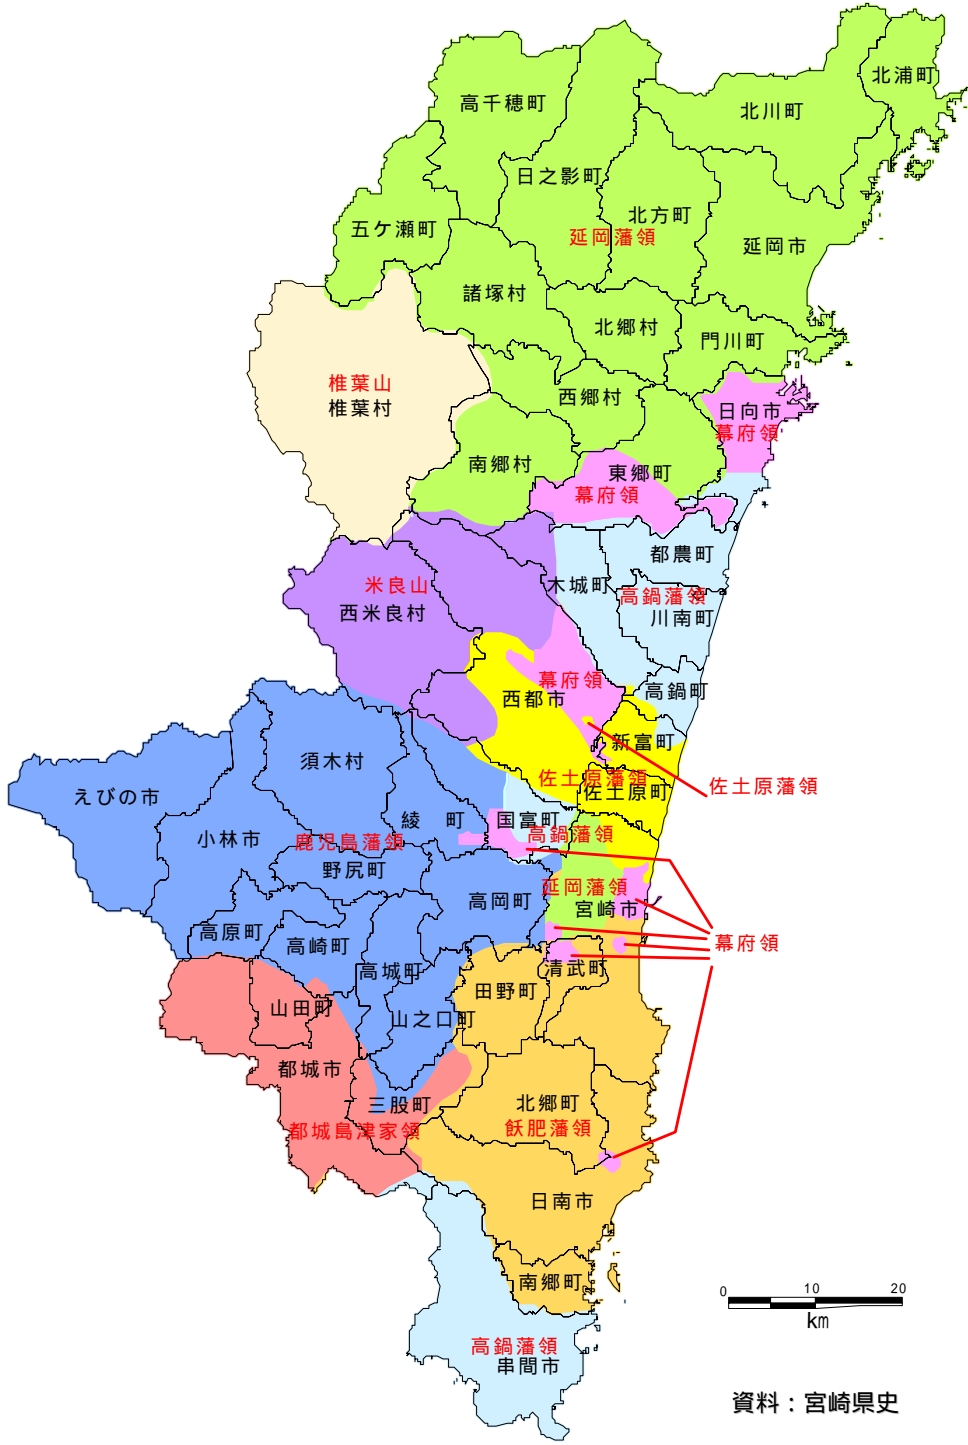 北浦町
高千穂町
北川町
日之影町
北方町
五ケ瀬町
延岡藩領
延岡市
諸塚村
北郷村
門川町
椎葉山
椎葉村
西郷村
日向市
幕府領
南郷村
東郷町
幕府領
都農町
米良山
木城町
高鍋藩領
西米良村
川南町
幕府領
高鍋町
西都市
新富町
須木村
佐土原藩領
佐土原藩領
えびの市
佐土原町
綾 町
国富町
小林市
鹿児島藩領
高鍋藩領
野尻町
延岡藩領
高岡町
宮崎市
高原町
高崎町
幕府領
高城町
清武町
田野町
山田町
山之口町
都城市
三股町
北郷町
都城島津家領
飫肥藩領
日南市
南郷町
0 10 20
km
高鍋藩領
串間市
資料：宮崎県史